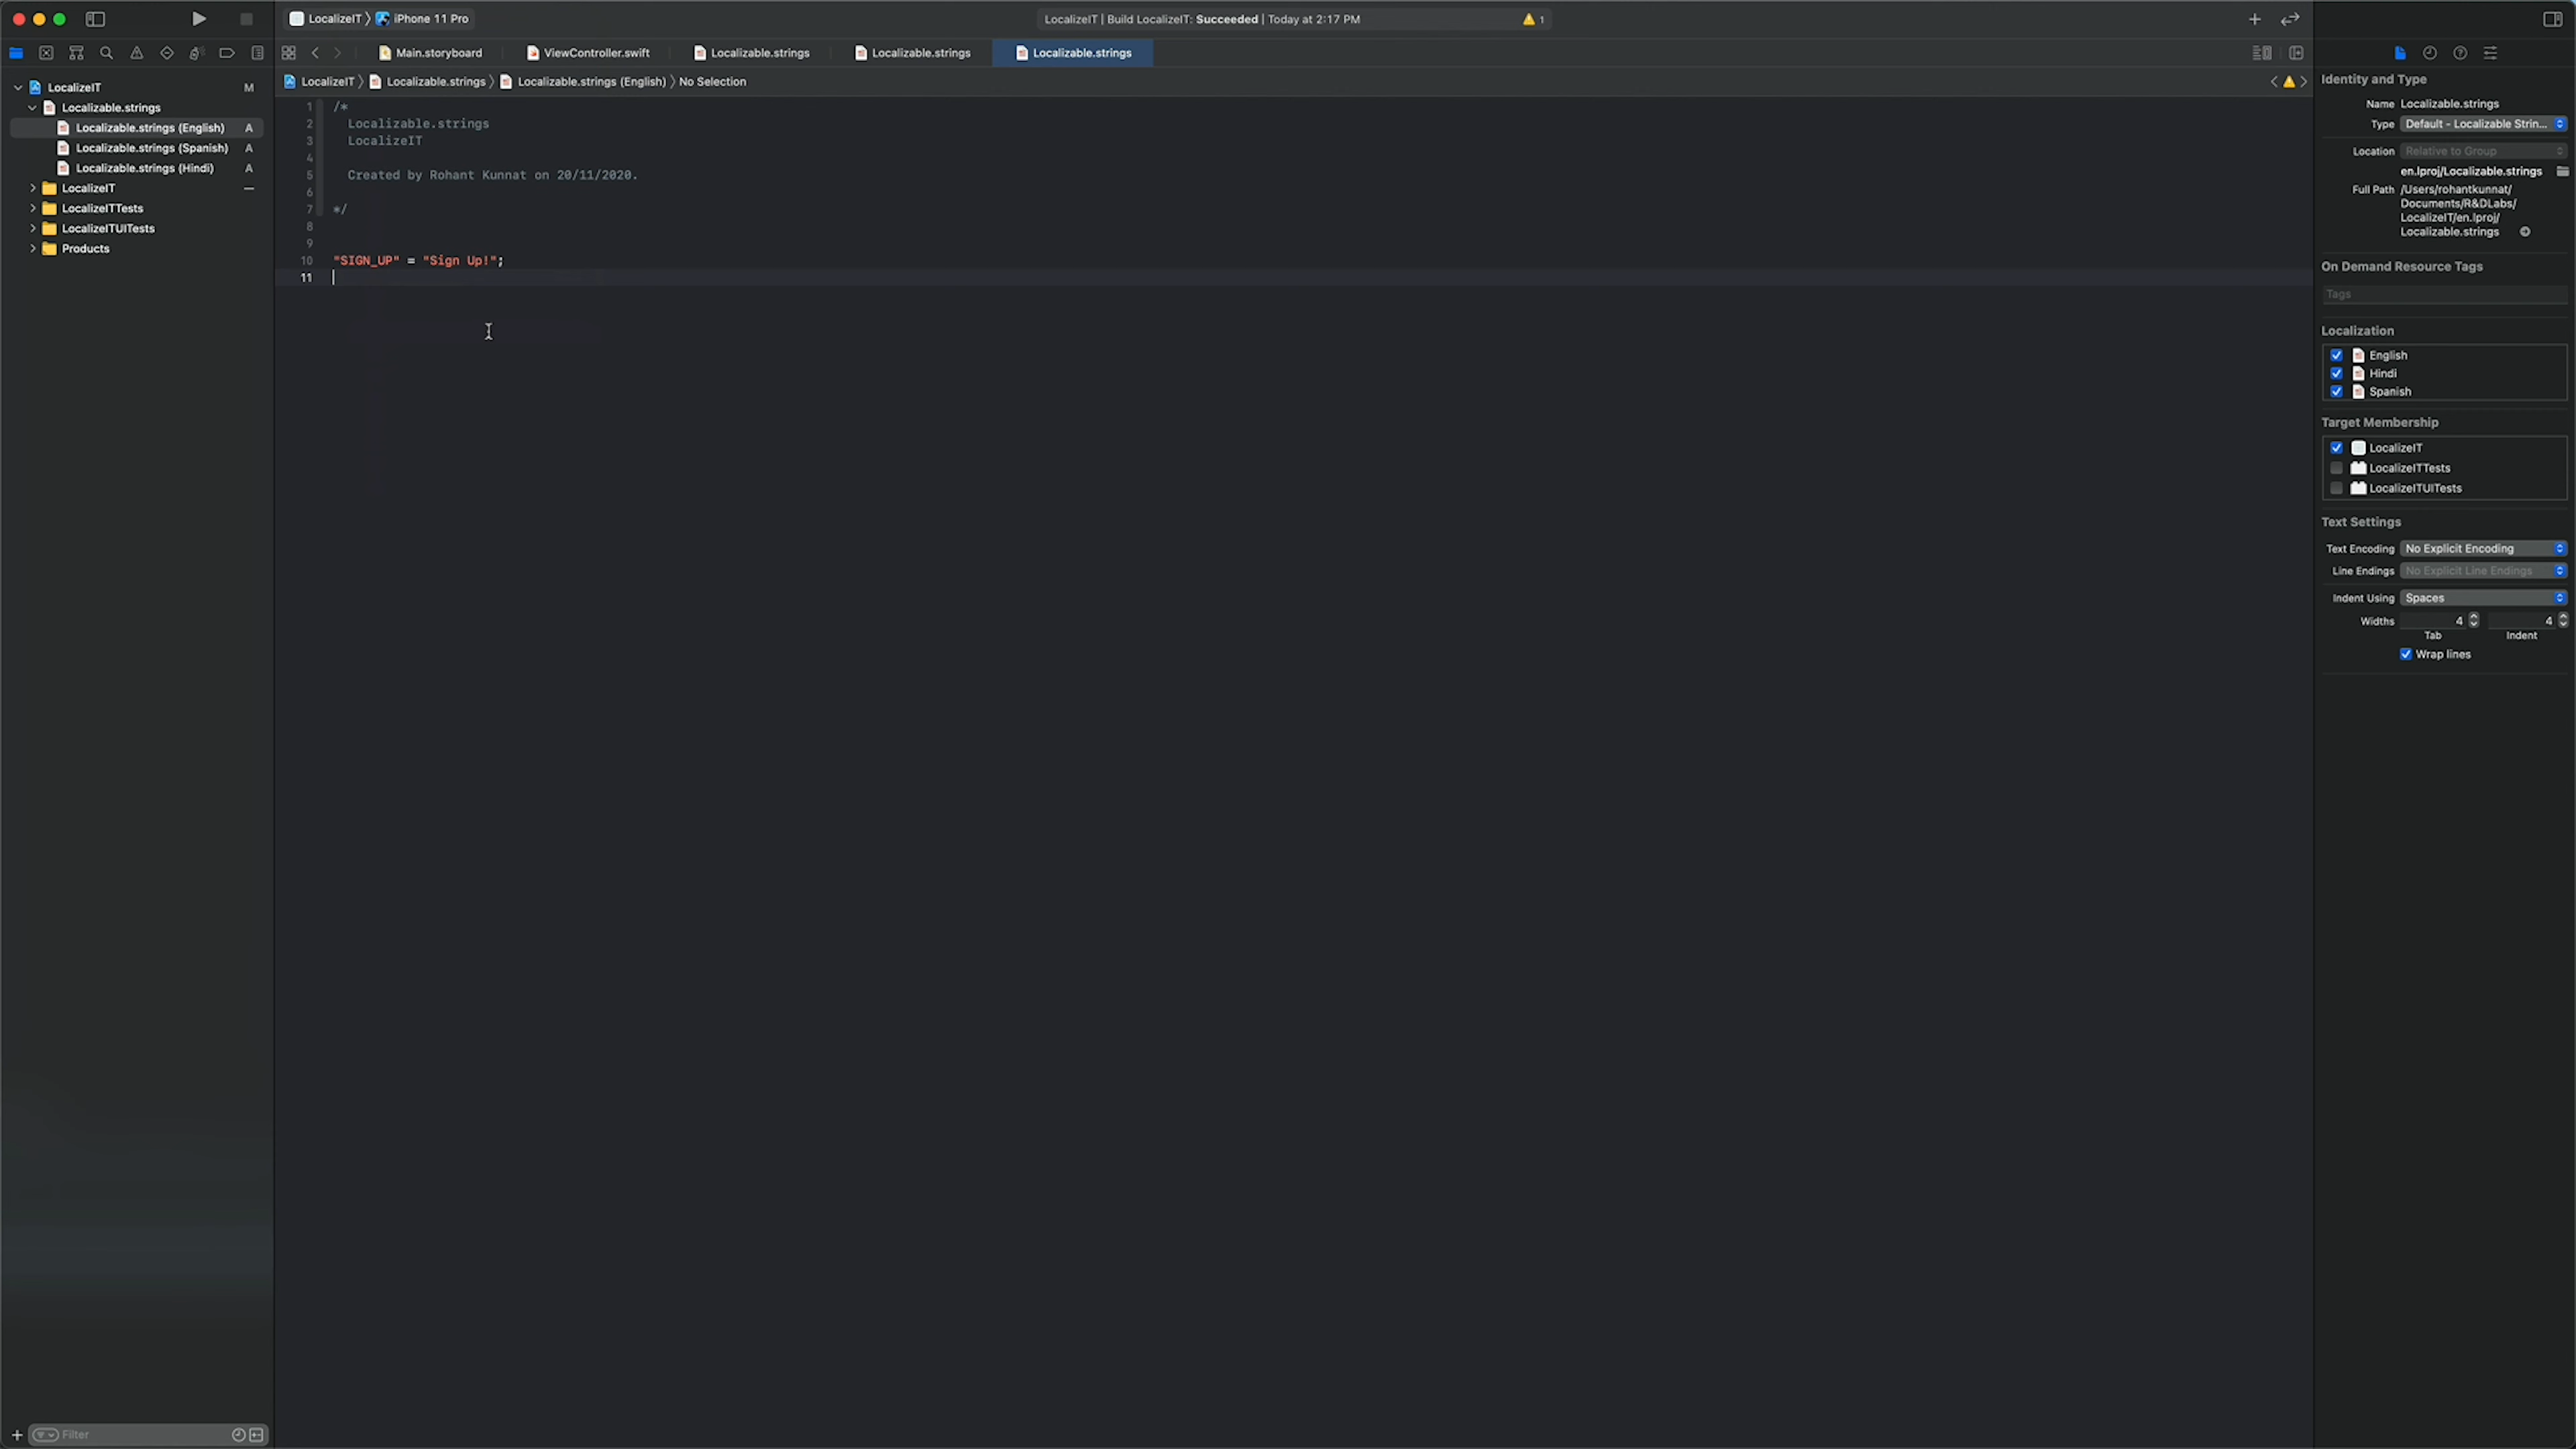 LocalizeIT 〉 iPhone 11 Pro
LocalizeIT | Build LocalizeIT: Succeeded | Today at 2:17 PM
1
Main.storyboard
ViewController.swift
Localizable.strings
Localizable.strings
Localizable.strings
LocalizeIT 〉 Localizable.strings 〉 Localizable.strings (English) 〉 No Selection
LocalizeIT M
Localizable.strings
Localizable.strings (English) A
Localizable.strings (Spanish) A
Localizable.strings (Hindi) A
LocalizeIT
LocalizeITTests
LocalizeITUITests
Products
Filter
1 /*
2 Localizable.strings
3 LocalizeIT
4
5 Created by Rohant Kunnat on 20/11/2020.
6
7 */
8
9
10 "SIGN_UP" = "Sign Up!";
11
Identity and Type
Name Localizable.strings
Type Default - Localizable Strin...
Location Relative to Group
en.lproj/Localizable.strings
Full Path /Users/rohantkunnat/
Documents/R&DLabs/
LocalizeIT/en.lproj/
Localizable.strings
On Demand Resource Tags
Tags
Localization
English
Hindi
Spanish
Target Membership
LocalizeIT
LocalizeITTests
LocalizeITUITests
Text Settings
Text Encoding No Explicit Encoding
Line Endings No Explicit Line Endings
Indent Using Spaces
Widths 4 4
Tab Indent
Wrap lines